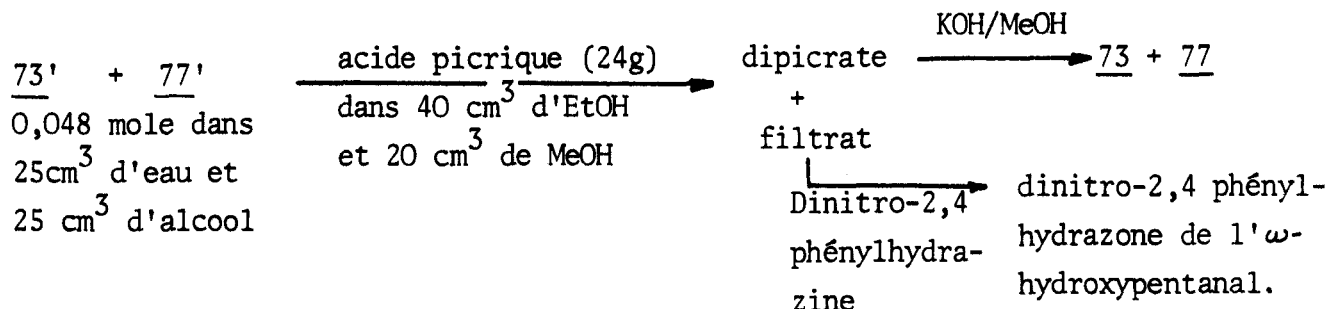 73' + 77'
0,048 mole dans
25cm³ d'eau et
25 cm³ d'alcool
acide picrique (24g)
dans 40 cm³ d'EtOH
et 20 cm³ de MeOH
dipicrate
+
filtrat
KOH/MeOH
73 + 77
Dinitro-2,4
phénylhydra-
zine
dinitro-2,4 phényl-
hydrazone de l'ω-
hydroxypentanal.